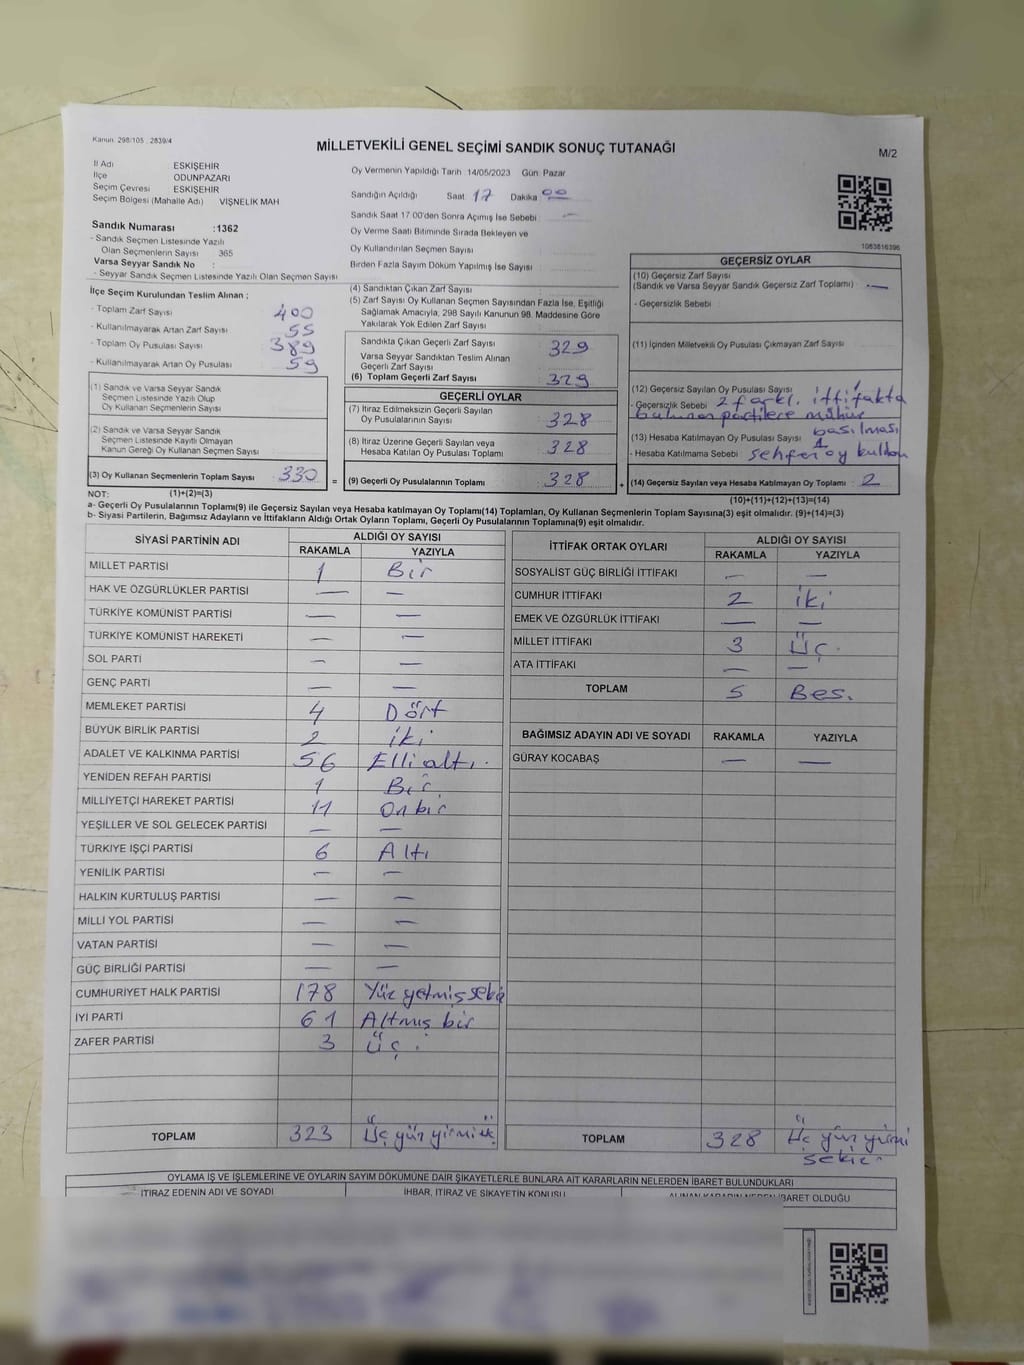 Kanun: 298/105 , 2839/4
MİLLETVEKİLİ GENEL SEÇİMİ SANDIK SONUÇ TUTANAĞI
M/2
İl Adı ESKİŞEHİR
İlçe ODUNPAZARI
Seçim Çevresi ESKİŞEHİR
Seçim Bölgesi (Mahalle Adı) VİŞNELİK MAH
Oy Vermenin Yapıldığı Tarih 14/05/2023 Gün Pazar
Sandığın Açıldığı Saat 17 Dakika 00
Sandık Saat 17 00'den Sonra Açımış İse Sebebi : —
Oy Verme Saati Bitiminde Sırada Bekleyen ve
Oy Kullandırılan Seçmen Sayısı
Birden Fazla Sayım Döküm Yapılmış İse Sayısı
Sandık Numarası :1362
- Sandık Seçmen Listesinde Yazılı
Olan Seçmenlerin Sayısı 365
Varsa Seyyar Sandık No :
- Seyyar Sandık Seçmen Listesinde Yazılı Olan Seçmen Sayısı
İlçe Seçim Kurulundan Teslim Alınan ;
- Toplam Zarf Sayısı 400
- Kullanılmayarak Artan Zarf Sayısı 55
- Toplam Oy Pusulası Sayısı 389
- Kullanılmayarak Artan Oy Pusulası 59
(1) Sandık ve Varsa Seyyar Sandık
Seçmen Listesinde Yazılı Olup
Oy Kullanan Seçmenlerin Sayısı
(2) Sandık ve Varsa Seyyar Sandık
Seçmen Listesinde Kayıtlı Olmayan
Kanun Gereği Oy Kullanan Seçmen Sayısı
(3) Oy Kullanan Seçmenlerin Toplam Sayısı 330 =
(4) Sandıktan Çıkan Zarf Sayısı
(5) Zarf Sayısı Oy Kullanan Seçmen Sayısından Fazla İse, Eşitliği
Sağlamak Amacıyla, 298 Sayılı Kanunun 98. Maddesine Göre
Yakılarak Yok Edilen Zarf Sayısı
Sandıkta Çıkan Geçerli Zarf Sayısı 329
Varsa Seyyar Sandıktan Teslim Alınan
Geçerli Zarf Sayısı
(6) Toplam Geçerli Zarf Sayısı 329
GEÇERLİ OYLAR
(7) İtiraz Edilmeksizin Geçerli Sayılan
Oy Pusulalarının Sayısı 328
(8) İtiraz Üzerine Geçerli Sayılan veya
Hesaba Katılan Oy Pusulaları Toplamı 328
(9) Geçerli Oy Pusulalarının Toplamı 328 +
1083816396
GEÇERSİZ OYLAR
(10) Geçersiz Zarf Sayısı
(Sandık ve Varsa Seyyar Sandık Geçersiz Zarf Toplamı) : —
- Geçersizlik Sebebi
(11) İçinden Milletvekili Oy Pusulası Çıkmayan Zarf Sayısı
(12) Geçersiz Sayılan Oy Pusulası Sayısı 1
- Geçersizlik Sebebi 2 farklı ittifakta
bulunan partilere mühür
basılması
(13) Hesaba Katılmayan Oy Pusulası Sayısı 1
- Hesaba Katılmama Sebebi
(14) Geçersiz Sayılan veya Hesaba Katılmayan Oy Toplamı : 2
NOT: (1)+(2)=(3)
(10)+(11)+(12)+(13)=(14)
a- Geçerli Oy Pusulalarının Toplamı(9) ile Geçersiz Sayılan veya Hesaba katılmayan Oy Toplamı(14) Toplamları, Oy Kullanan Seçmenlerin Toplam Sayısına(3) eşit olmalıdır. (9)+(14)=(3)
b- Siyasi Partilerin, Bağımsız Adayların ve İttifakların Aldığı Ortak Oyların Toplamı, Geçerli Oy Pusulalarının Toplamına(9) eşit olmalıdır.
SİYASİ PARTİNİN ADI ALDIĞI OY SAYISI
RAKAMLA YAZIYLA
MİLLET PARTİSİ 1 Bir
HAK VE ÖZGÜRLÜKLER PARTİSİ — —
TÜRKİYE KOMÜNİST PARTİSİ — —
TÜRKİYE KOMÜNİST HAREKETİ — —
SOL PARTİ — —
GENÇ PARTİ — —
MEMLEKET PARTİSİ 4 Dört
BÜYÜK BİRLİK PARTİSİ 2 iki
ADALET VE KALKINMA PARTİSİ 56 Elli altı.
YENİDEN REFAH PARTİSİ 1 Bir.
MİLLİYETÇİ HAREKET PARTİSİ 11 Onbir
YEŞİLLER VE SOL GELECEK PARTİSİ — —
TÜRKİYE İŞÇİ PARTİSİ 6 Altı
YENİLİK PARTİSİ — —
HALKIN KURTULUŞ PARTİSİ — —
MİLLİ YOL PARTİSİ — —
VATAN PARTİSİ — —
GÜÇ BİRLİĞİ PARTİSİ — —
CUMHURİYET HALK PARTİSİ 178 Yüz yetmiş sekiz
İYİ PARTİ 61 Altmış bir
ZAFER PARTİSİ 3 Üç.
TOPLAM 323 Üç yüz yirmi üç
İTTİFAK ORTAK OYLARI ALDIĞI OY SAYISI
RAKAMLA YAZIYLA
SOSYALİST GÜÇ BİRLİĞİ İTTİFAKI — —
CUMHUR İTTİFAKI 2 iki
EMEK VE ÖZGÜRLÜK İTTİFAKI — —
MİLLET İTTİFAKI 3 Üç.
ATA İTTİFAKI — —
TOPLAM 5 Beş.
BAĞIMSIZ ADAYIN ADI VE SOYADI RAKAMLA YAZIYLA
GÜRAY KOCABAŞ — —
TOPLAM 328 Üç yüz yirmi
sekiz
OYLAMA İŞ VE İŞLEMLERİNE VE OYLARIN SAYIM DÖKÜMÜNE DAİR ŞİKAYETLERLE BUNLARA AİT KARARLARIN NELERDEN İBARET BULUNDUKLARI
İTİRAZ EDENİN ADI VE SOYADI İHBAR, İTİRAZ VE ŞİKAYETİN KONUSU ALINAN KARARIN NEDEN İBARET OLDUĞU